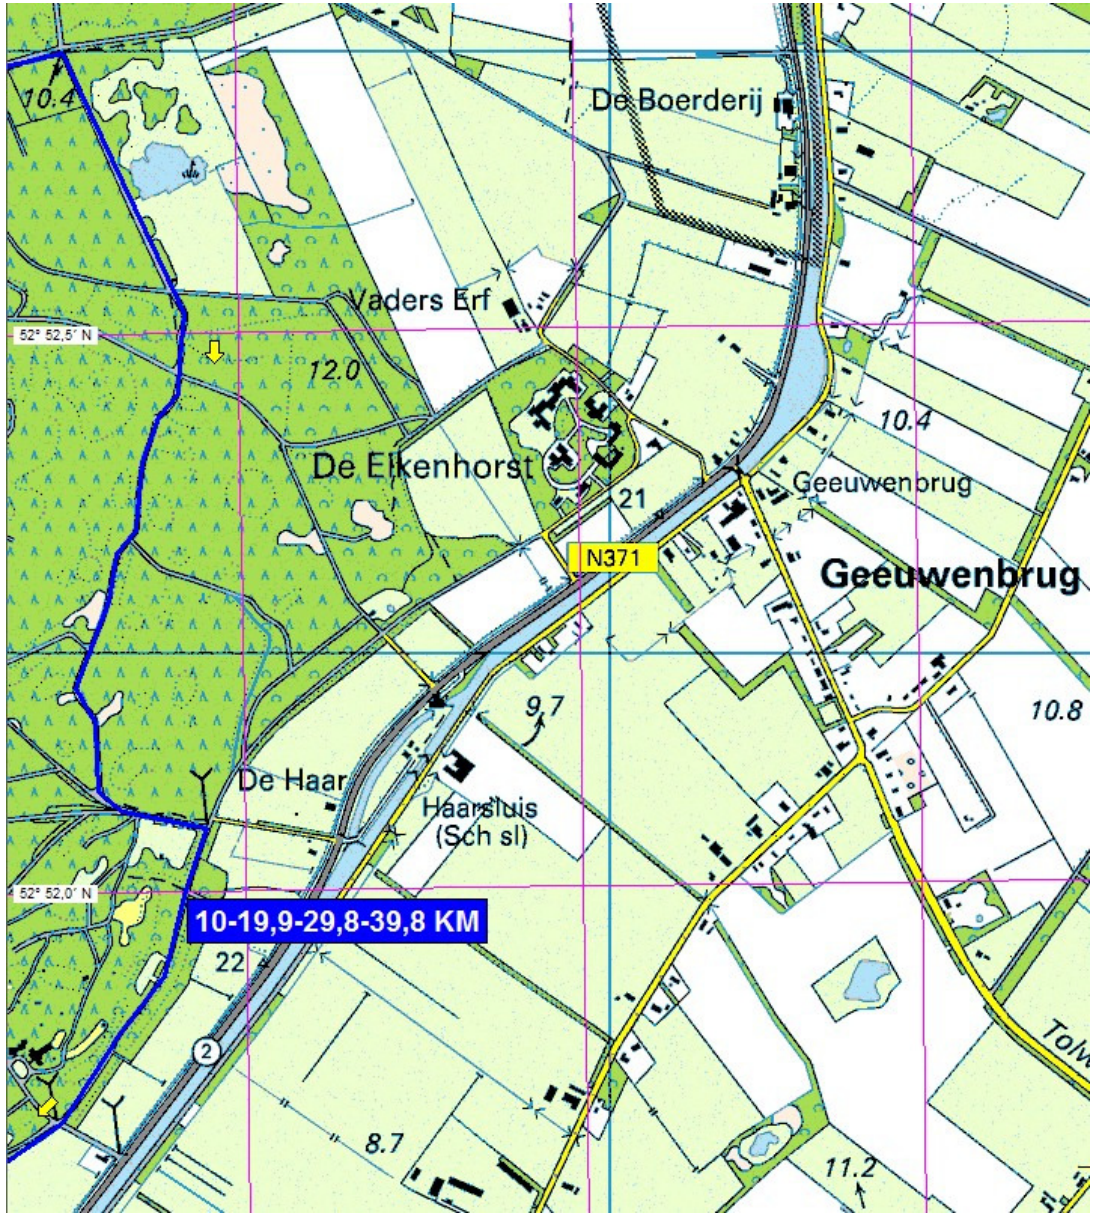 10.4
De Boerderij
Vaders Erf
52° 52,5' N
12.0
10.4
De Eikenhorst
Geeuwenbrug
21
N371
Geeuwenbrug
9.7
10.8
De Haar
Haarsluis
(Sch sl)
52° 52,0' N
10-19,9-29,8-39,8 KM
22
2
8.7
11.2